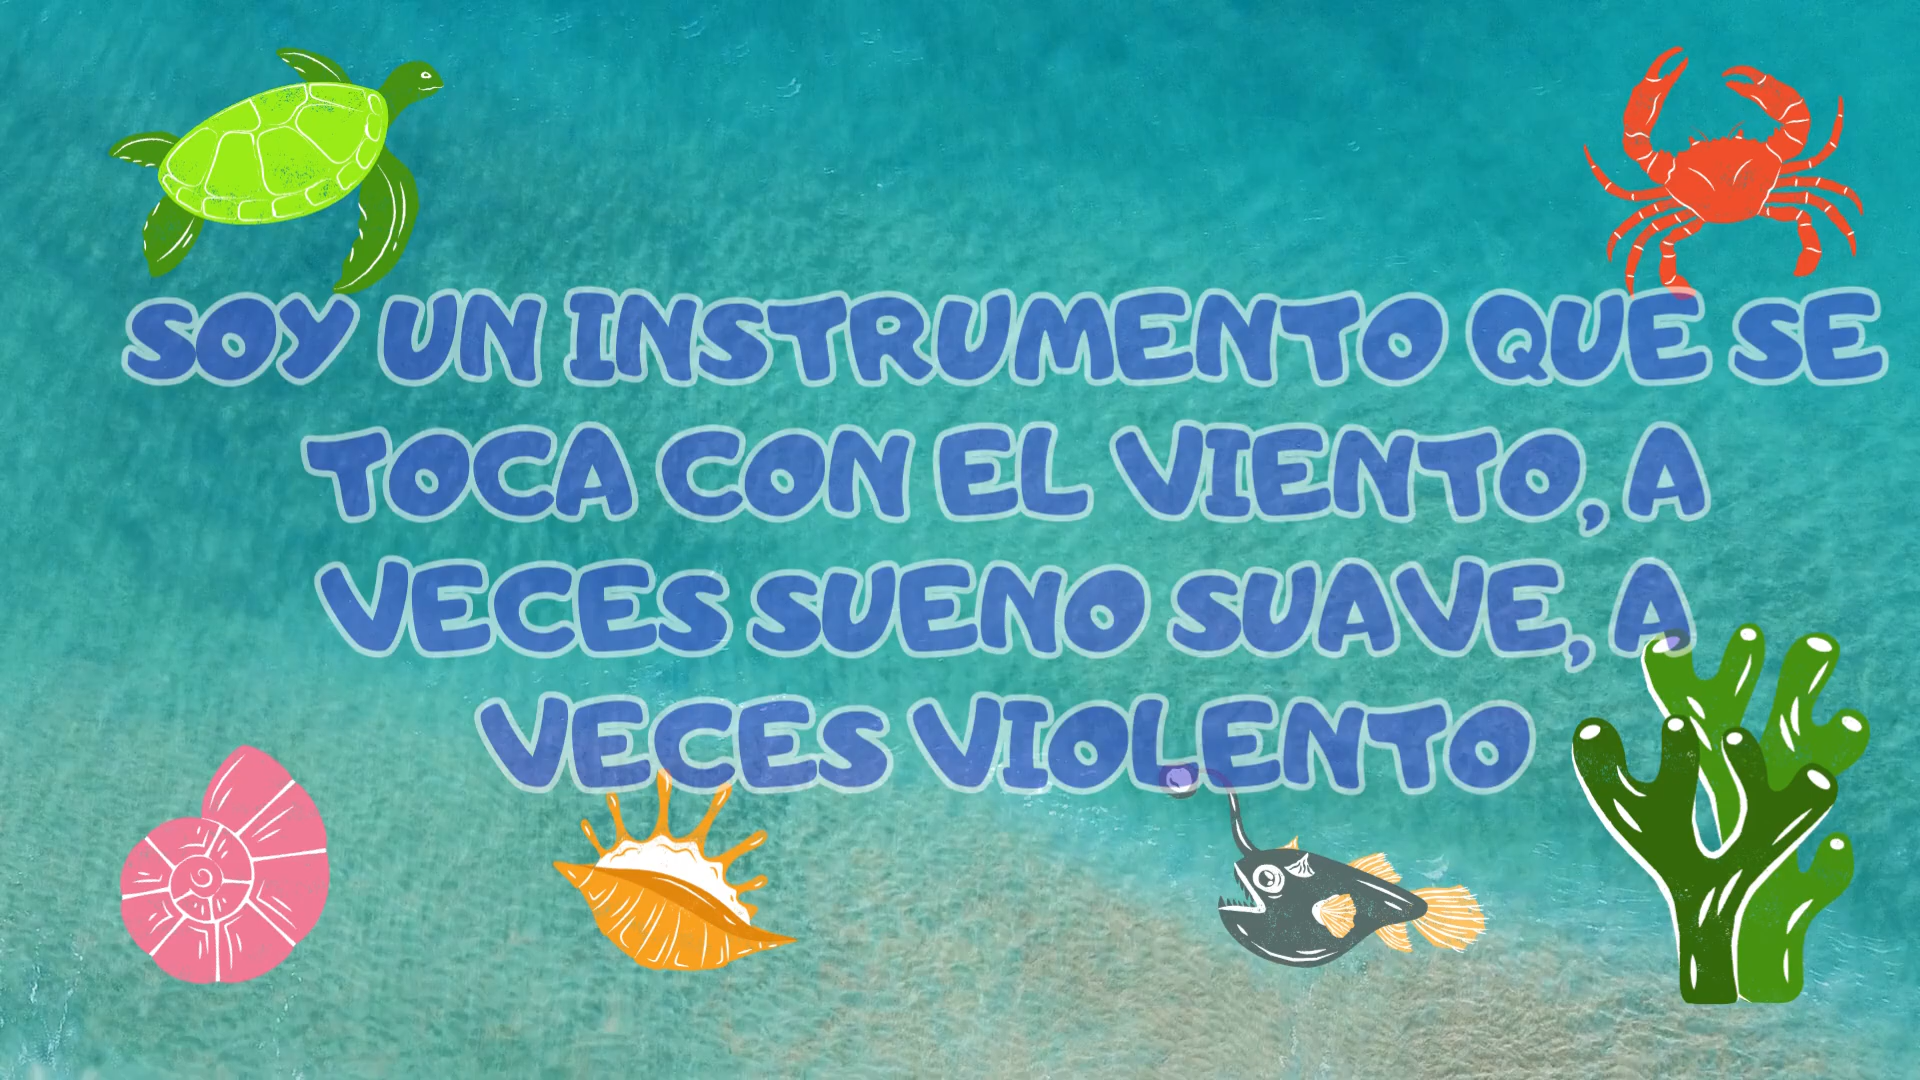 SOY UN INSTRUMENTO QUE SE
TOCA CON EL VIENTO, A
VECES SUENO SUAVE, A
VECES VIOLENTO